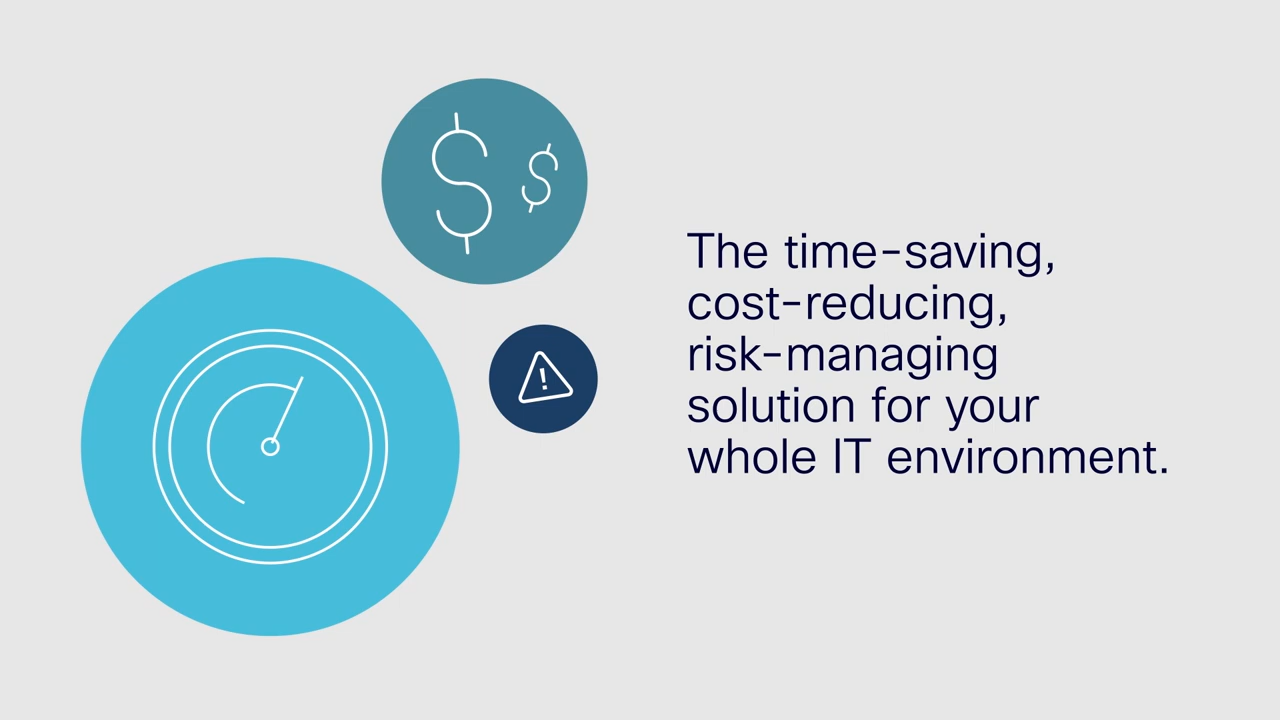 $ $
!
The time-saving,
cost-reducing,
risk-managing
solution for your
whole IT environment.